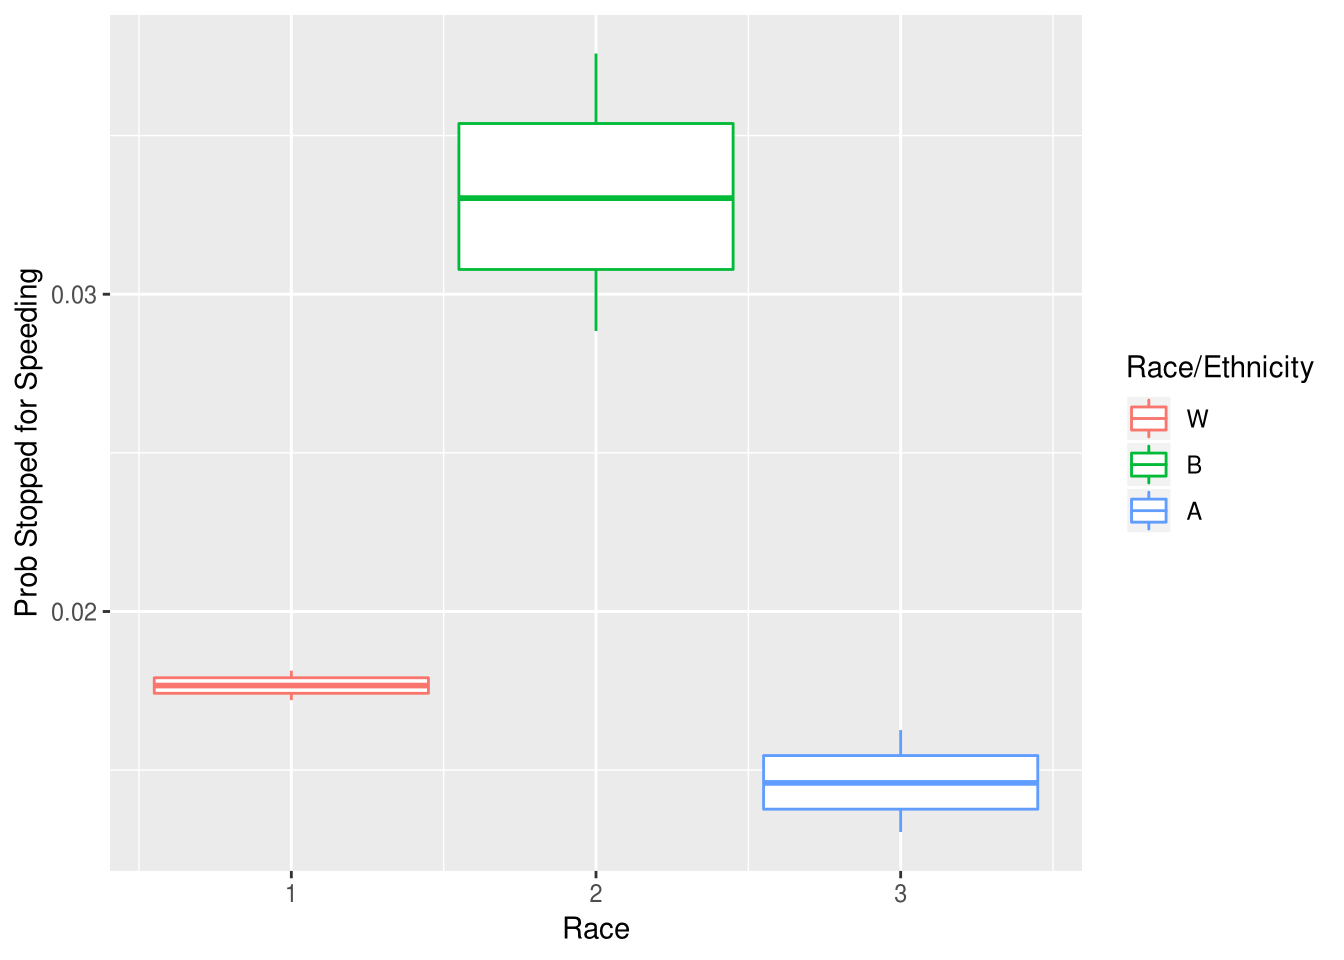 Prob Stopped for Speeding
0.03
0.02
1 2 3
Race
Race/Ethnicity
W
B
A